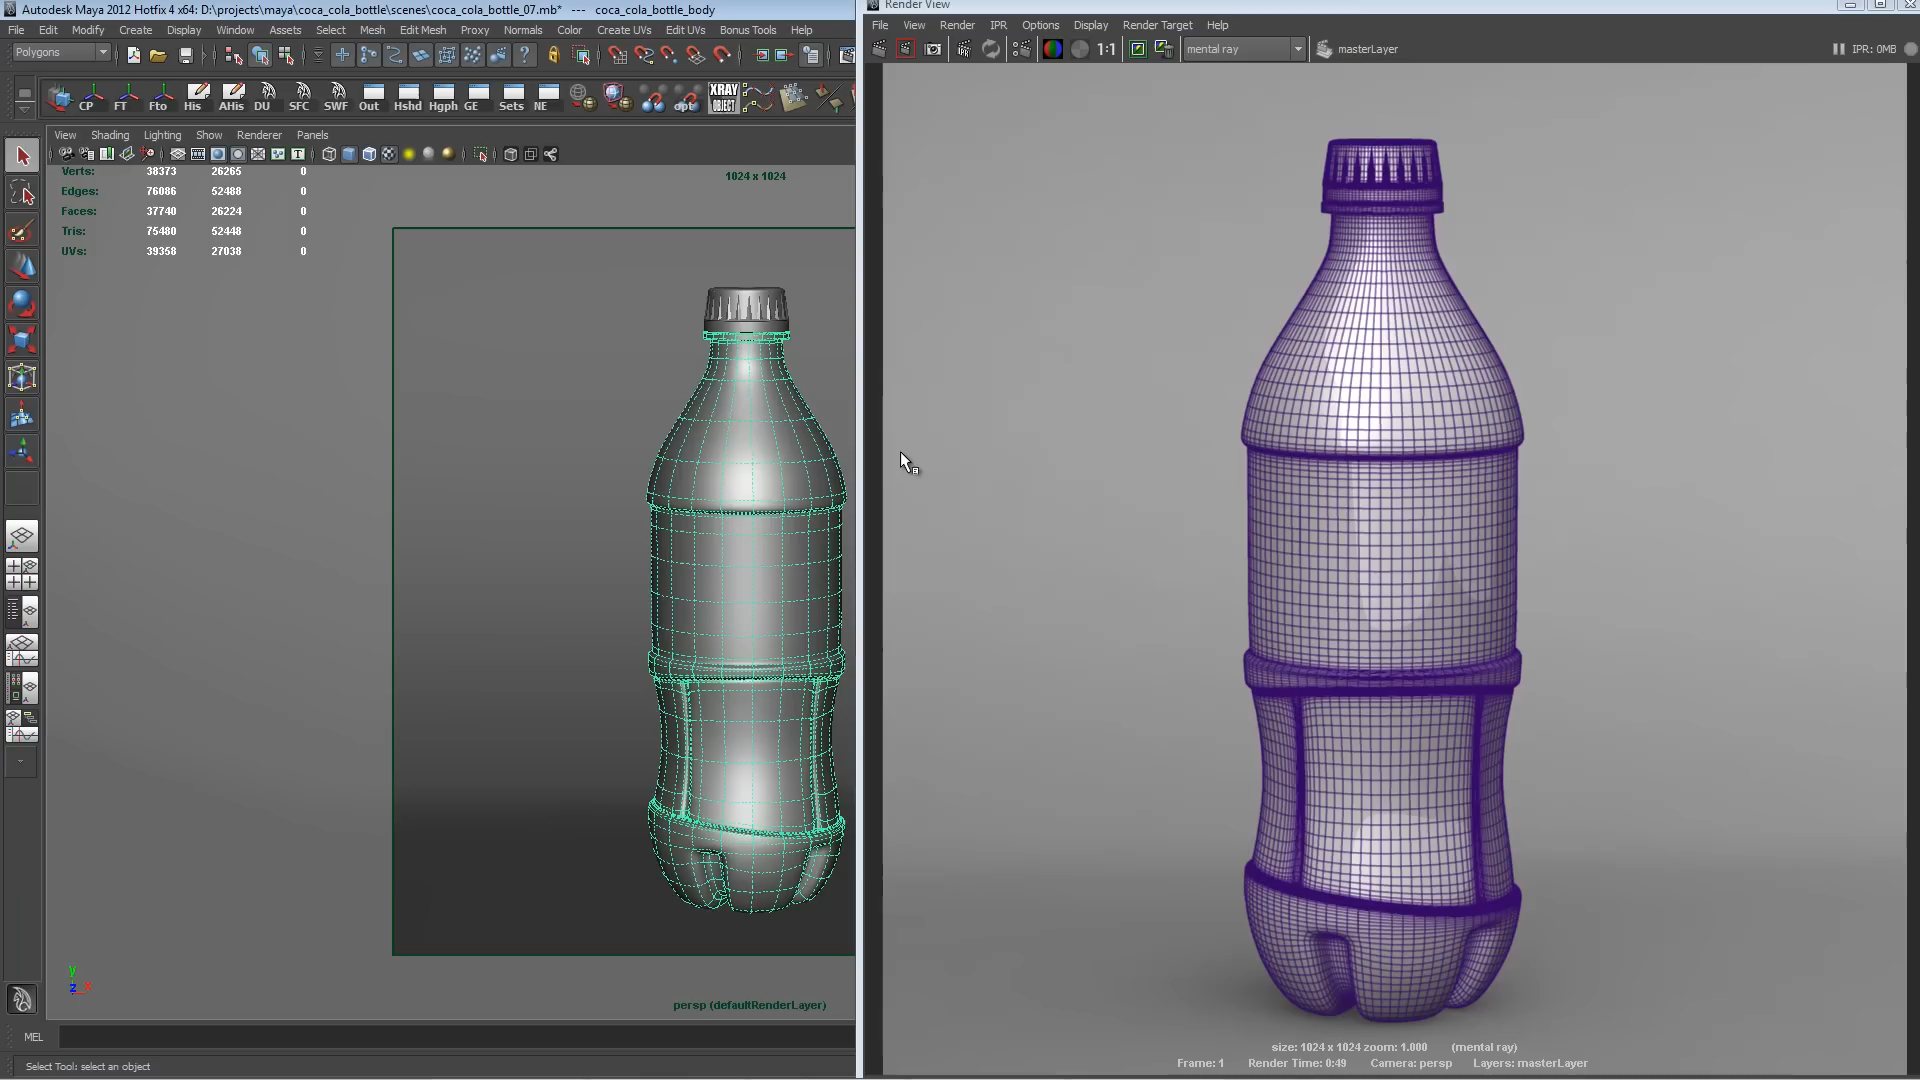 Autodesk Maya 2012 Hotfix 4 x64: D:\projects\maya\coca_cola_bottle\scenes\coca_cola_bottle_07.mb* --- coca_cola_bottle_body
File Edit Modify Create Display Window Assets Select Mesh Edit Mesh Proxy Normals Color Create UVs Edit UVs Bonus Tools Help
Polygons
CP FT Fto His AHis DU SFC SWF Out Hshd Hgph GE Sets NE opt XRAY OBJECT
View Shading Lighting Show Renderer Panels
Verts: 38373 26265 0
Edges: 76086 52488 0
Faces: 37740 26224 0
Tris: 75480 52448 0
UVs: 39358 27038 0
1024 x 1024
y
z x
persp (defaultRenderLayer)
MEL
Select Tool: select an object
Render View
File View Render IPR Options Display Render Target Help
1:1 mental ray masterLayer IPR: 0MB
size: 1024 x 1024 zoom: 1.000 (mental ray)
Frame: 1 Render Time: 0:49 Camera: persp Layers: masterLayer